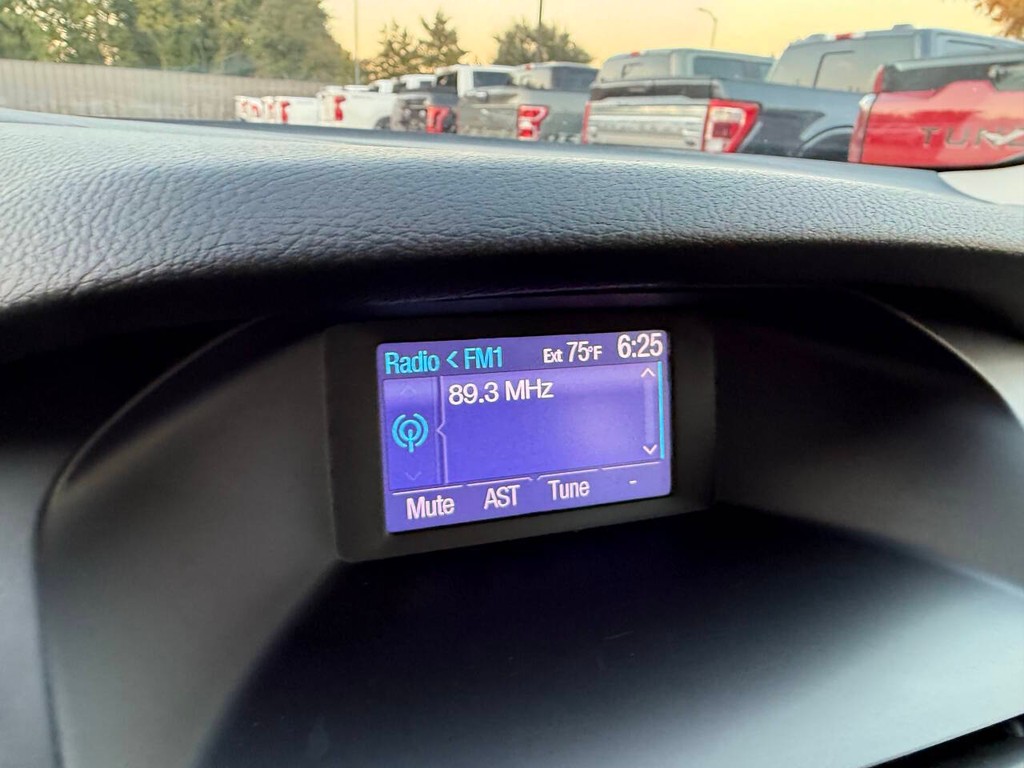 Radio < FM1 Ext 75°F 6:25
89.3 MHz
Mute AST Tune -